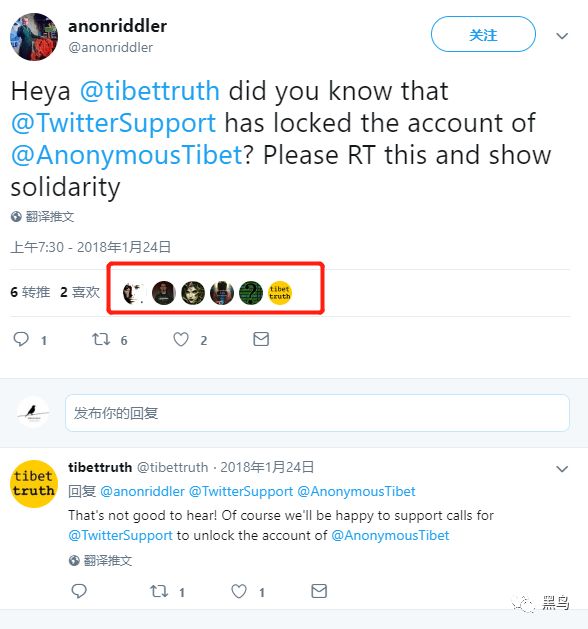 anonriddler
@anonriddler
关注
Heya @tibettruth did you know that
@TwitterSupport has locked the account of
@AnonymousTibet? Please RT this and show
solidarity
翻译推文
上午7:30 - 2018年1月24日
6 转推 2 喜欢
tibet
truth
1 6 2
发布你的回复
tibet
truth
tibettruth @tibettruth · 2018年1月24日
回复 @anonriddler @TwitterSupport @AnonymousTibet
That's not good to hear! Of course we'll be happy to support calls for
@TwitterSupport to unlock the account of @AnonymousTibet
翻译推文
1 1
黑鸟